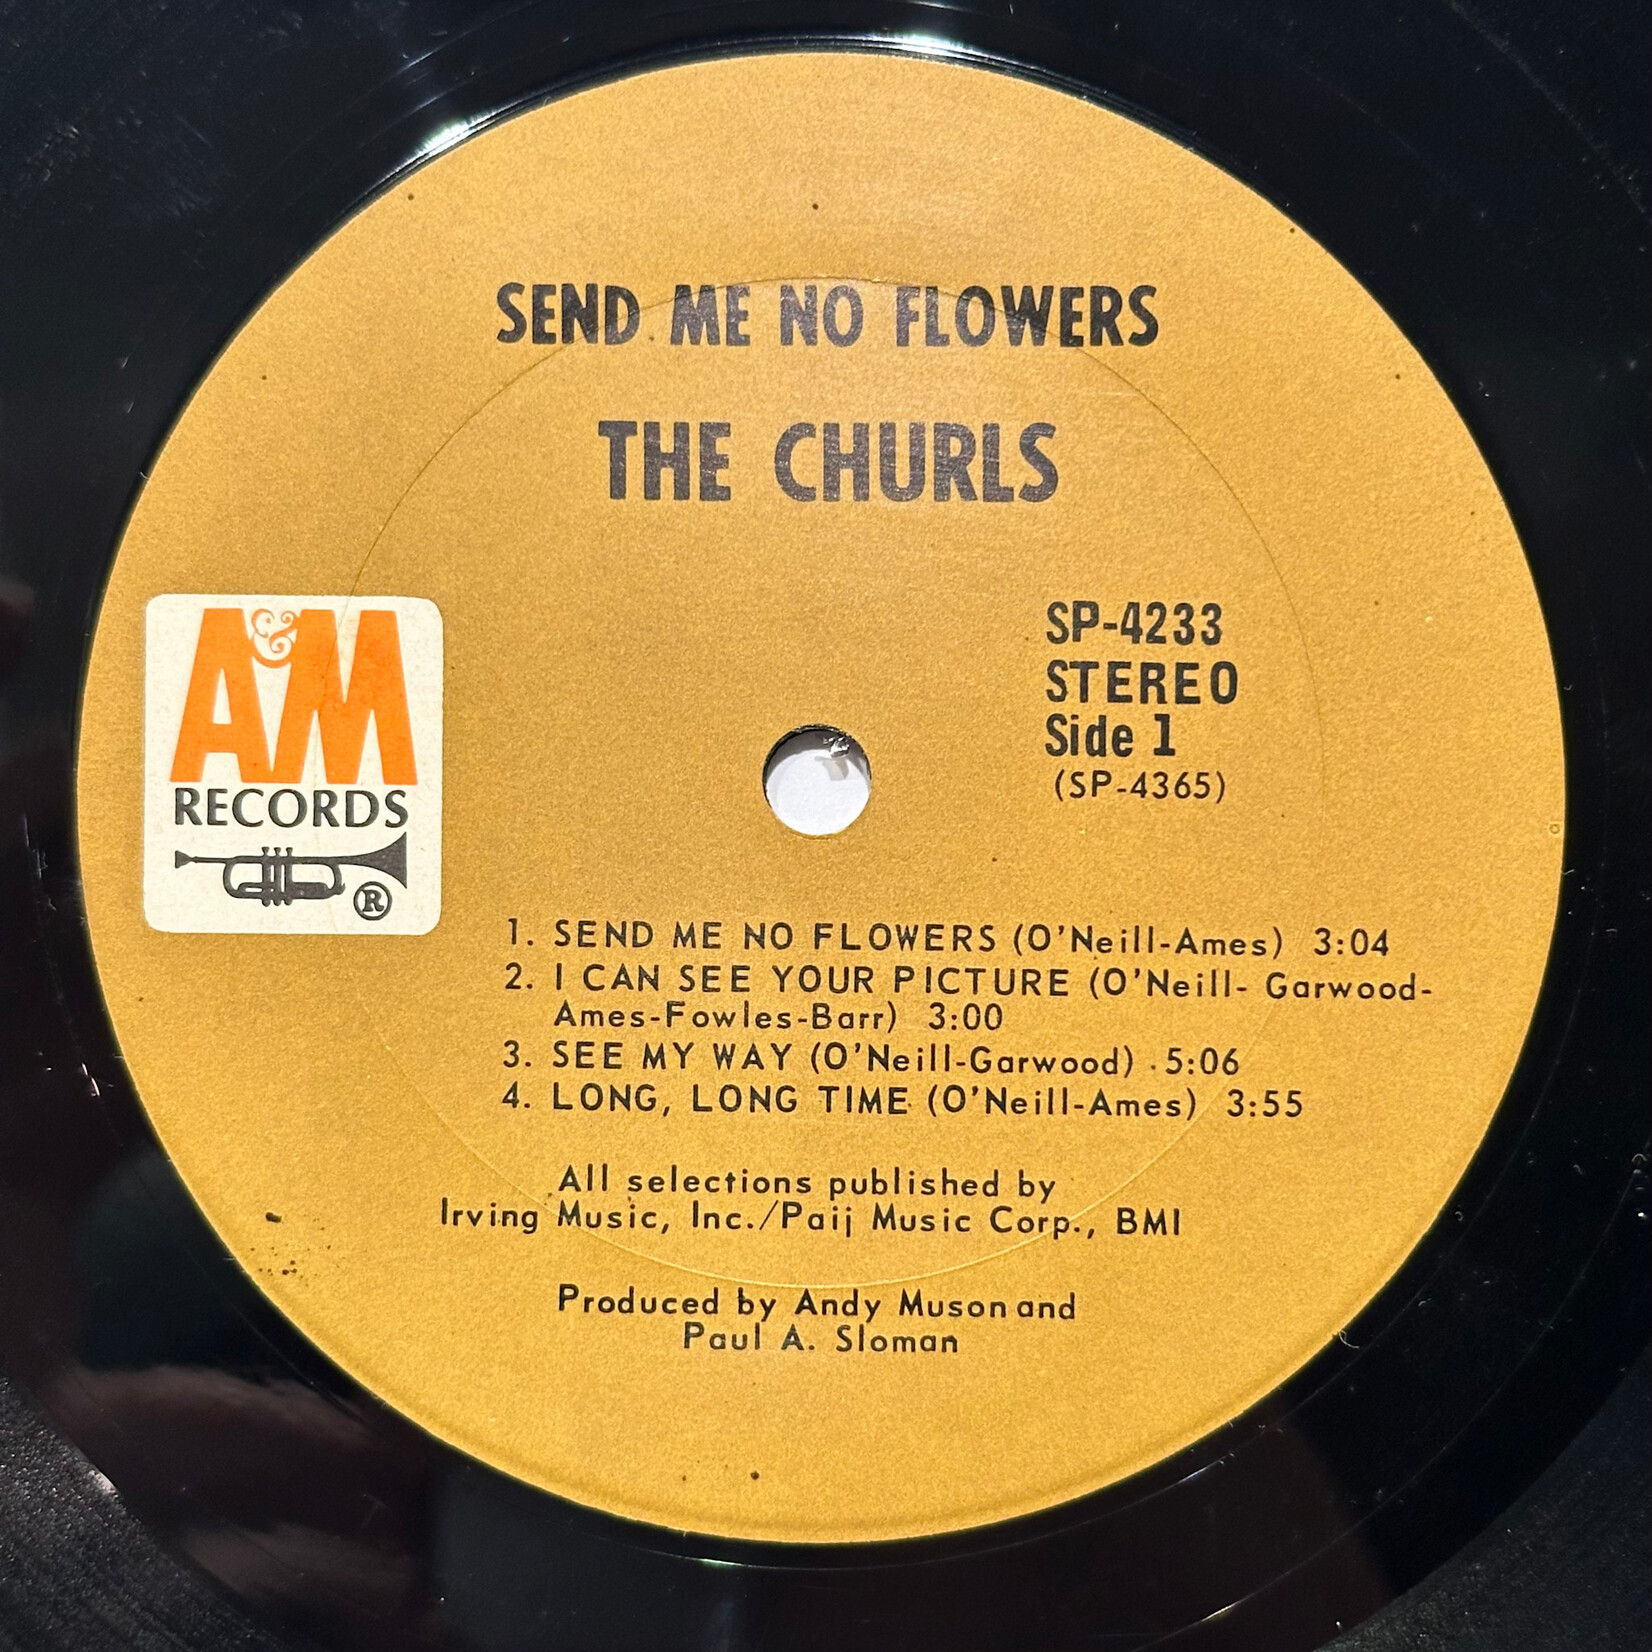 SEND ME NO FLOWERS
THE CHURLS
A&M
RECORDS
®
SP-4233
STEREO
Side 1
(SP-4365)
1. SEND ME NO FLOWERS (O'Neill-Ames) 3:04
2. I CAN SEE YOUR PICTURE (O'Neill- Garwood-
Ames-Fowles-Barr) 3:00
3. SEE MY WAY (O'Neill-Garwood) 5:06
4. LONG, LONG TIME (O'Neill-Ames) 3:55
All selections published by
Irving Music, Inc./Paij Music Corp., BMI
Produced by Andy Muson and
Paul A. Sloman